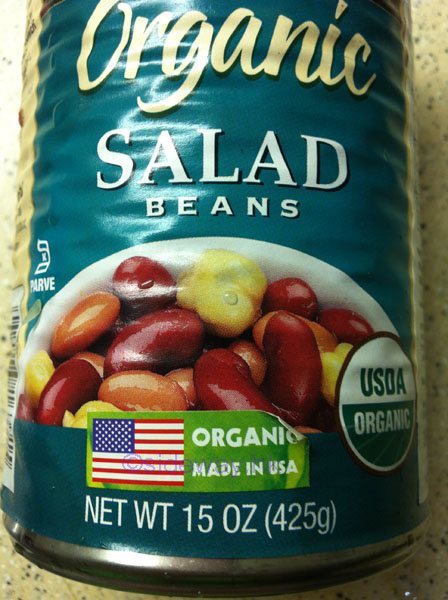 Organic
SALAD
BEANS
PARVE
USDA
ORGANIC
ORGANIC
MADE IN USA
NET WT 15 OZ (425g)